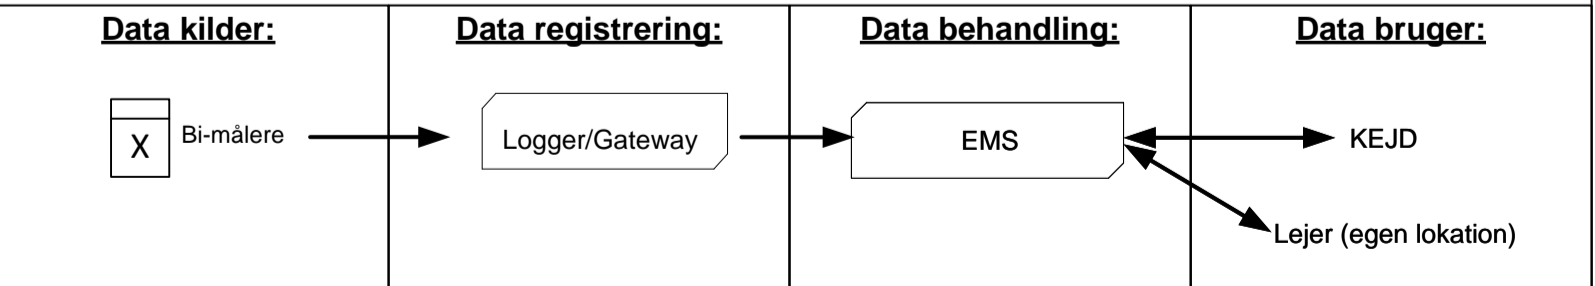 Data kilder:
Data registrering:
Data behandling:
Data bruger:
X
Bi-målere
Logger/Gateway
EMS
KEJD
Lejer (egen lokation)